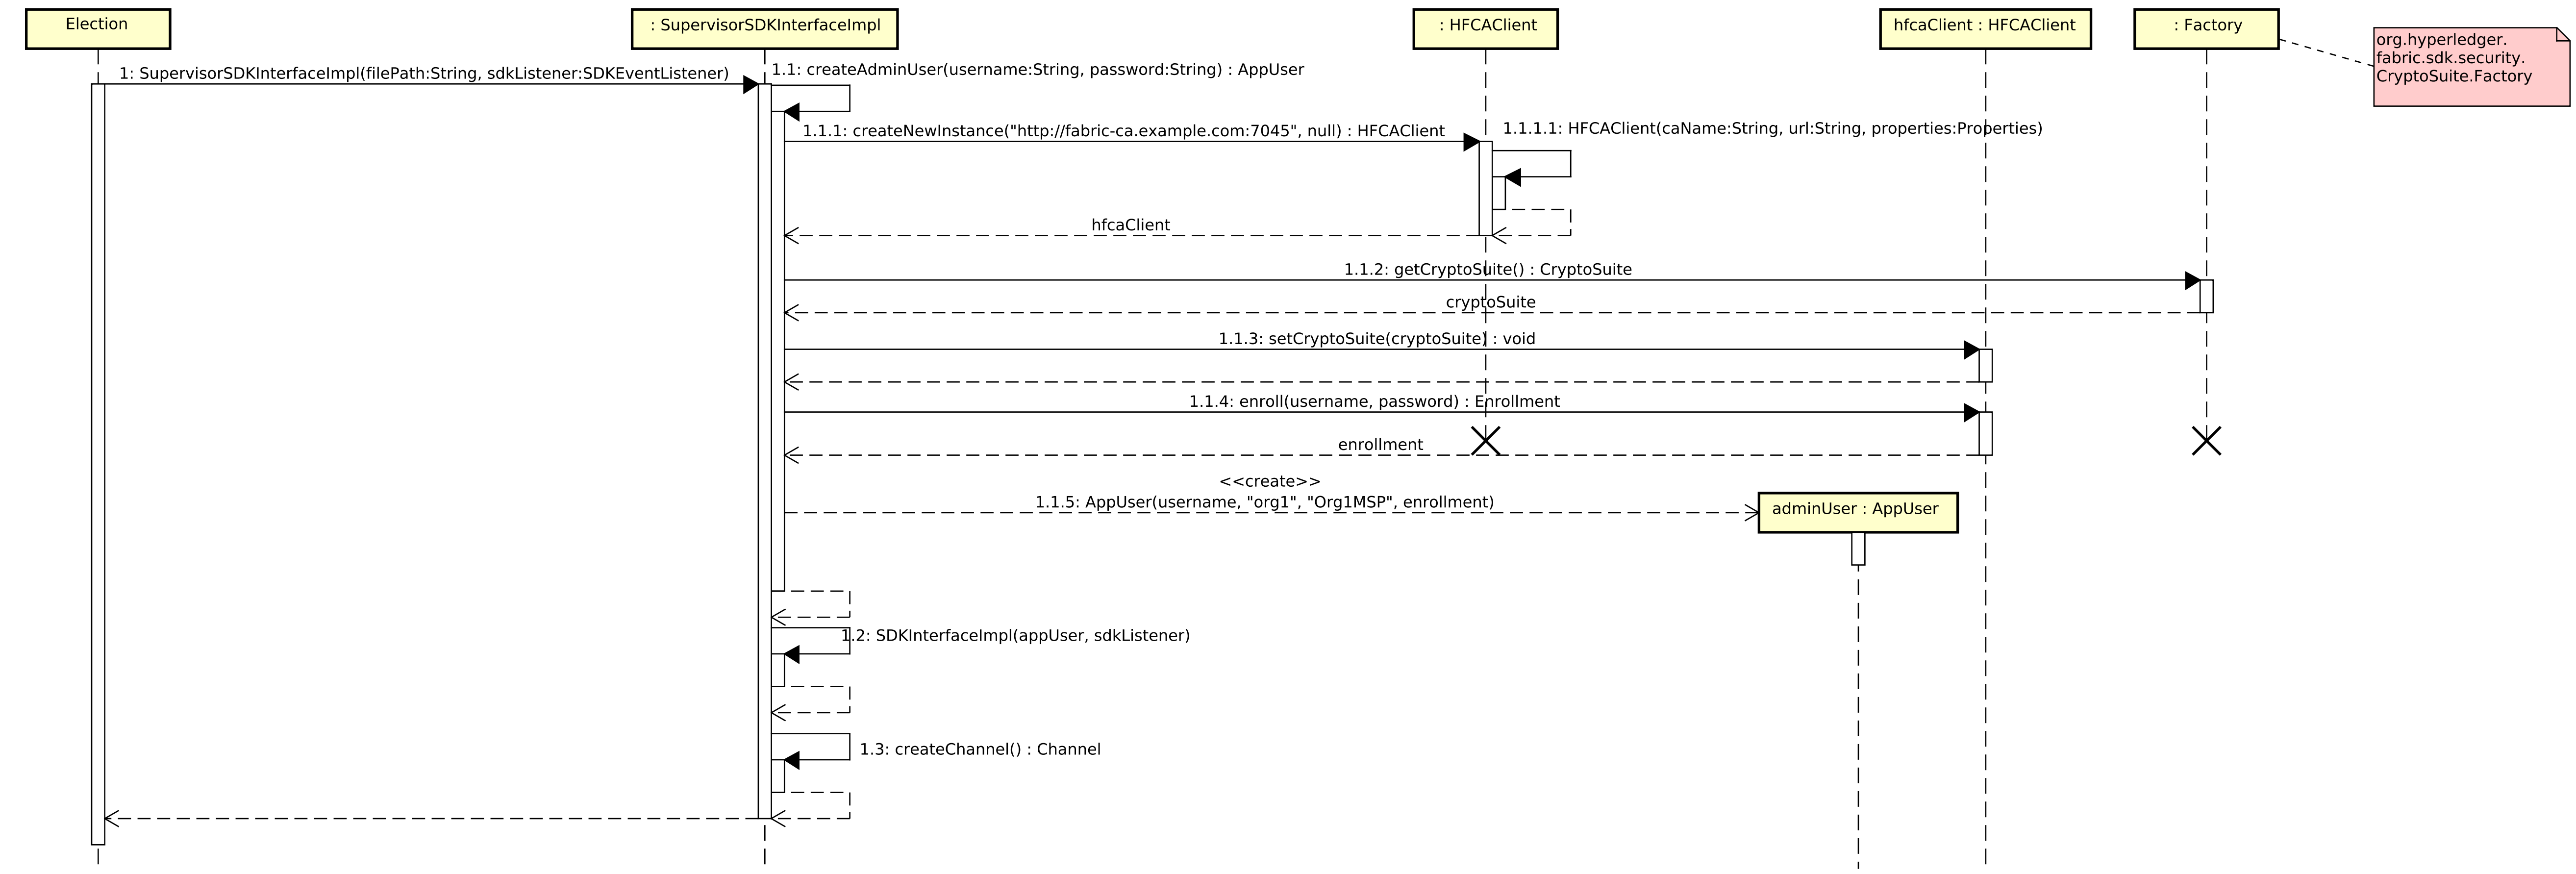 Election
: SupervisorSDKInterfaceImpl
: HFCAClient
hfcaClient : HFCAClient
: Factory
org.hyperledger.
fabric.sdk.security.
CryptoSuite.Factory
1: SupervisorSDKInterfaceImpl(filePath:String, sdkListener:SDKEventListener)
1.1: createAdminUser(username:String, password:String) : AppUser
1.1.1: createNewInstance("http://fabric-ca.example.com:7045", null) : HFCAClient
1.1.1.1: HFCAClient(caName:String, url:String, properties:Properties)
hfcaClient
1.1.2: getCryptoSuite() : CryptoSuite
cryptoSuite
1.1.3: setCryptoSuite(cryptoSuite) : void
1.1.4: enroll(username, password) : Enrollment
enrollment
<<create>>
1.1.5: AppUser(username, "org1", "Org1MSP", enrollment)
adminUser : AppUser
1.2: SDKInterfaceImpl(appUser, sdkListener)
1.3: createChannel() : Channel